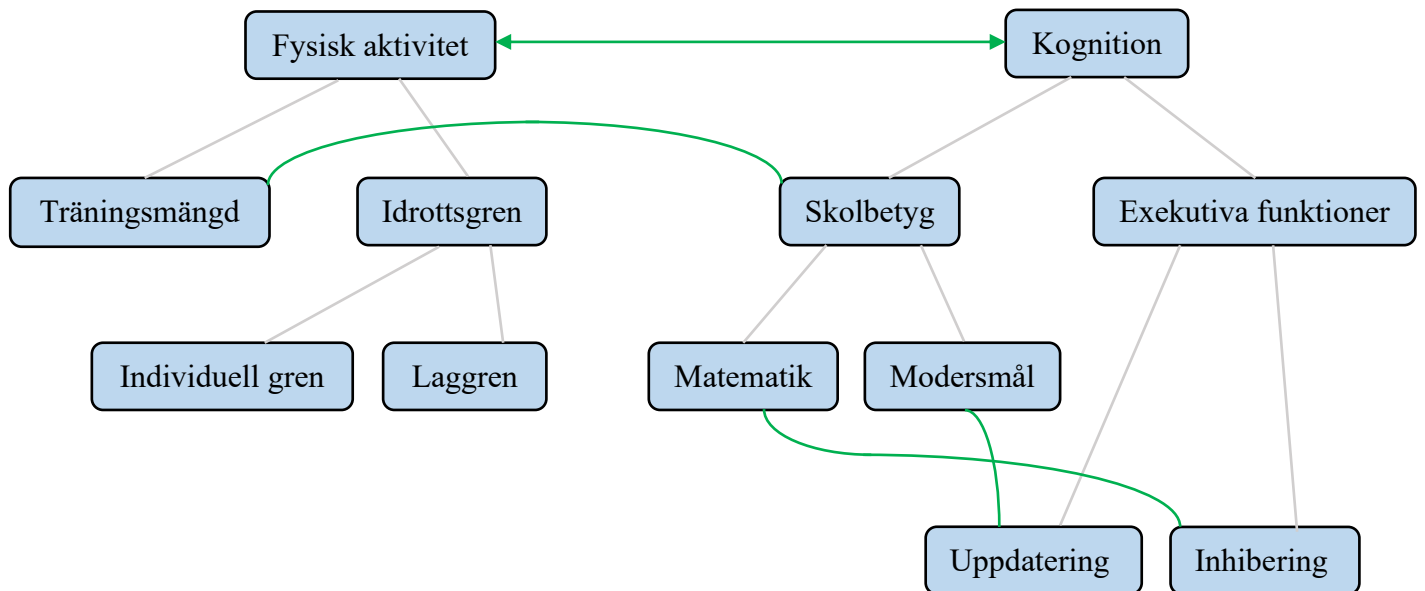 Fysisk aktivitet
Kognition
Träningsmängd
Idrottsgren
Skolbetyg
Exekutiva funktioner
Individuell gren
Laggren
Matematik
Modersmål
Uppdatering
Inhibering